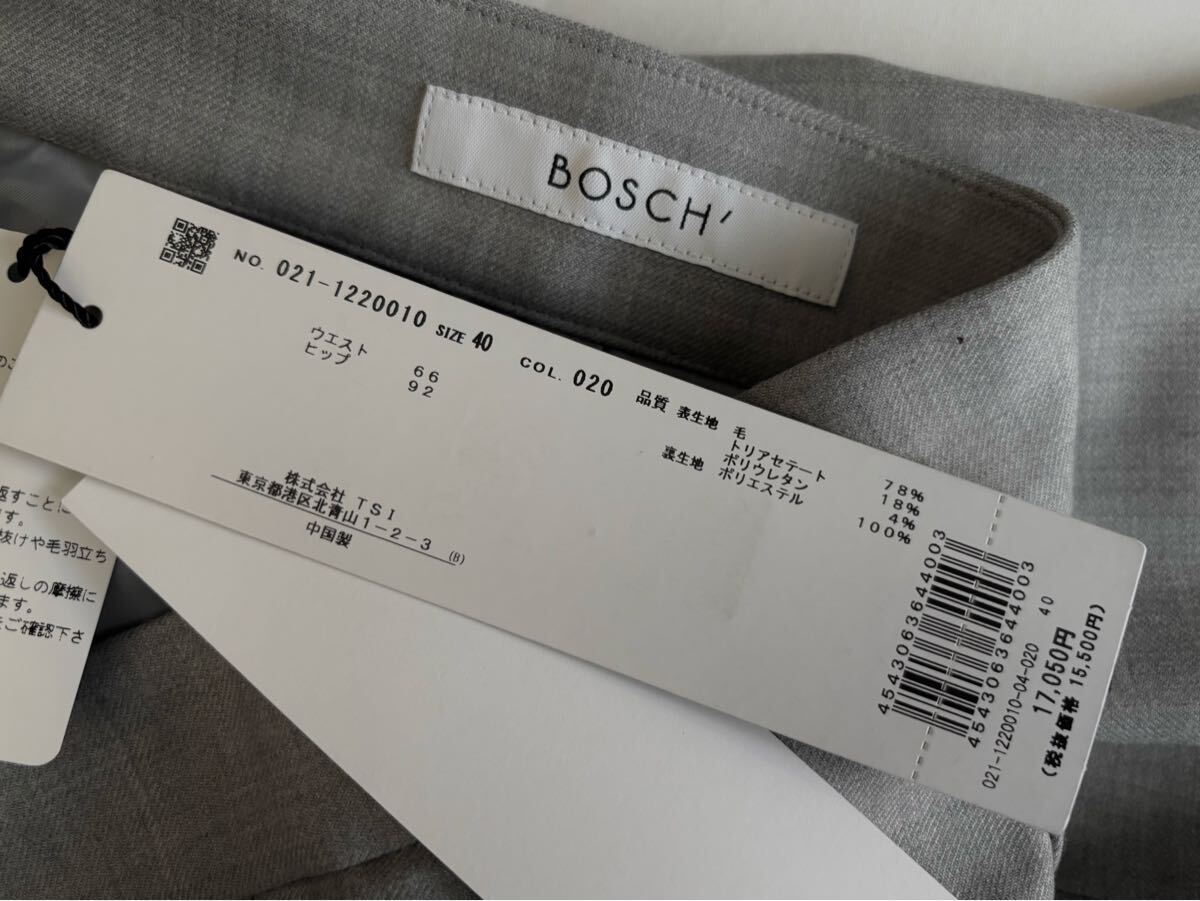 BOSCH'
NO. 021-1220010 SIZE 40 COL. 020
ウエスト 66
ヒップ 92
品質 表生地 毛 78%
トリアセテート 18%
ポリウレタン 4%
裏生地 ポリエステル 100%
株式会社 TSI
東京都港区北青山1-2-3 (B)
中国製
4543063644003
4543063644003
021-1220010-04-020 40
17,050円
(税抜価格 15,500円)
返すことに
ます。
抜けや毛羽立ち
返しの摩擦に
ます。
をご確認下さ